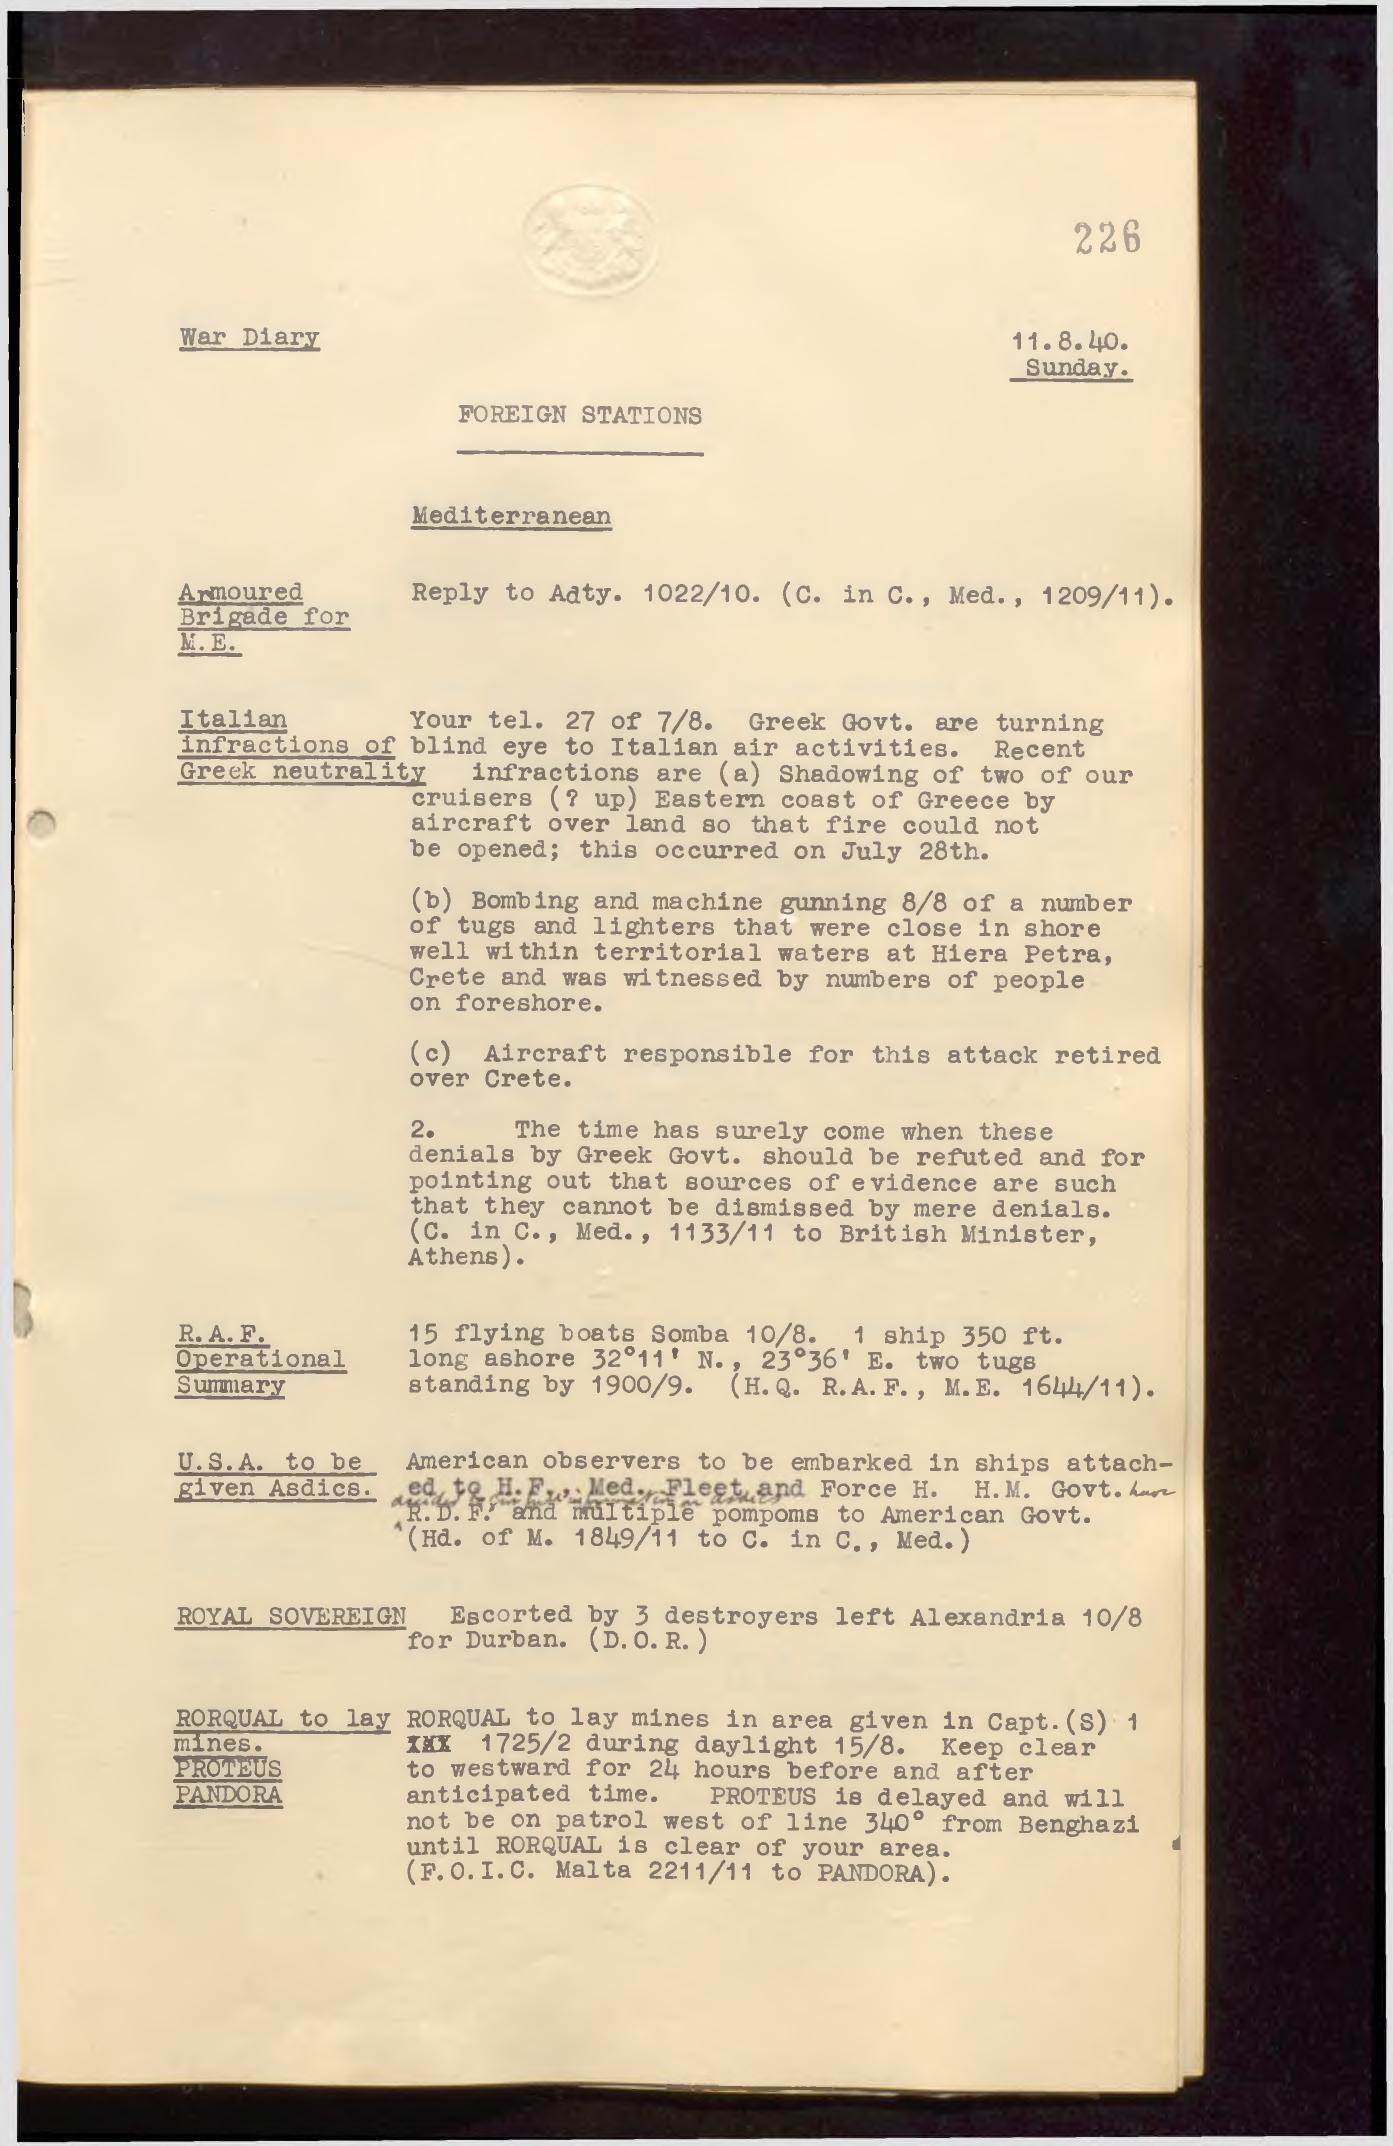 226
War Diary
11.8.40.
Sunday.
FOREIGN STATIONS
Mediterranean
Armoured Brigade for M.E.
Reply to Adty. 1022/10. (C. in C., Med., 1209/11).
Italian infractions of Greek neutrality
Your tel. 27 of 7/8. Greek Govt. are turning
blind eye to Italian air activities. Recent
infractions are (a) Shadowing of two of our
cruisers (? up) Eastern coast of Greece by
aircraft over land so that fire could not
be opened; this occurred on July 28th.
(b) Bombing and machine gunning 8/8 of a number
of tugs and lighters that were close in shore
well within territorial waters at Hiera Petra,
Crete and was witnessed by numbers of people
on foreshore.
(c) Aircraft responsible for this attack retired
over Crete.
2. The time has surely come when these
denials by Greek Govt. should be refuted and for
pointing out that sources of evidence are such
that they cannot be dismissed by mere denials.
(C. in C., Med., 1133/11 to British Minister,
Athens).
R.A.F.
Operational
Summary
15 flying boats Bomba 10/8. 1 ship 350 ft.
long ashore 32°11' N., 23°36' E. two tugs
standing by 1900/9. (H.Q. R.A.F., M.E. 1644/11).
U.S.A. to be
given Asdics.
American observers to be embarked in ships attach-
ed to H.F., Med. Fleet and Force H. H.M. Govt. have
decided to give full information on asdics
R.D.F. and multiple pompoms to American Govt.
(Hd. of M. 1849/11 to C. in C., Med.)
ROYAL SOVEREIGN
Escorted by 3 destroyers left Alexandria 10/8
for Durban. (D.O.R.)
RORQUAL to lay
mines.
PROTEUS
PANDORA
RORQUAL to lay mines in area given in Capt.(S) 1
XXX 1725/2 during daylight 15/8. Keep clear
to westward for 24 hours before and after
anticipated time. PROTEUS is delayed and will
not be on patrol west of line 340° from Benghazi
until RORQUAL is clear of your area.
(F.O.I.C. Malta 2211/11 to PANDORA).